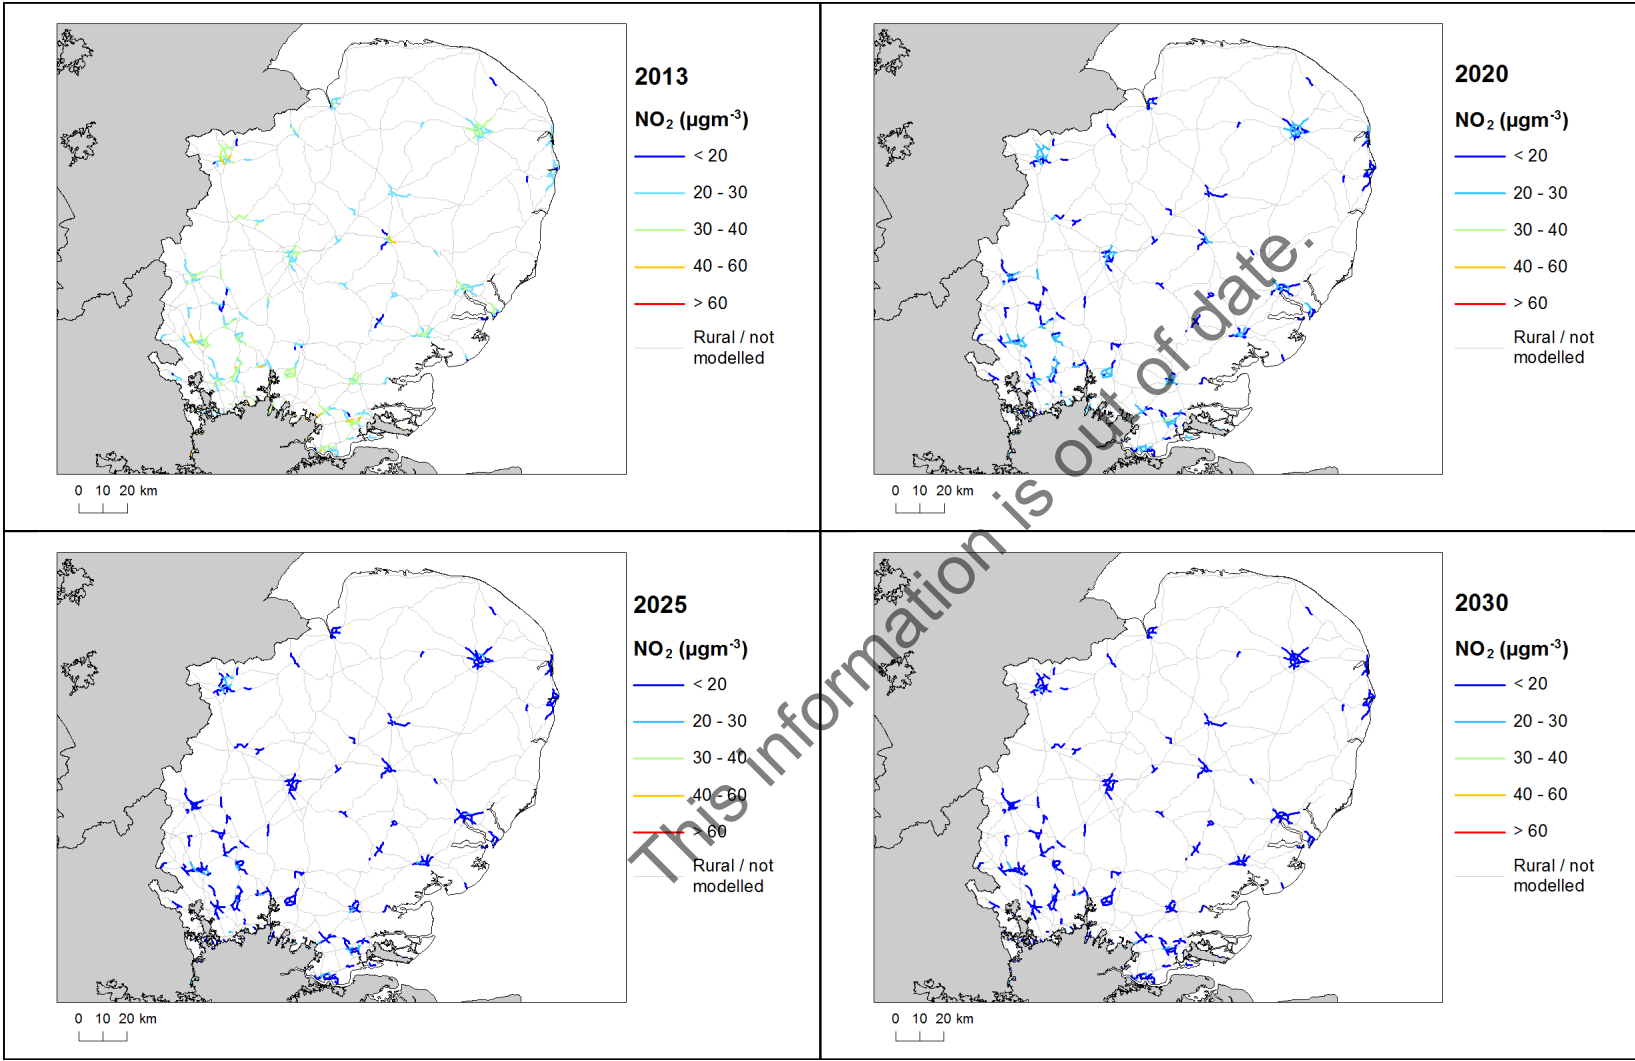 2013
NO₂ (µgm⁻³)
< 20
20 - 30
30 - 40
40 - 60
> 60
Rural / not
modelled
0 10 20 km
2020
NO₂ (µgm⁻³)
< 20
20 - 30
30 - 40
40 - 60
> 60
Rural / not
modelled
0 10 20 km
2025
NO₂ (µgm⁻³)
< 20
20 - 30
30 - 40
40 - 60
> 60
Rural / not
modelled
0 10 20 km
2030
NO₂ (µgm⁻³)
< 20
20 - 30
30 - 40
40 - 60
> 60
Rural / not
modelled
0 10 20 km
This information is out of date.